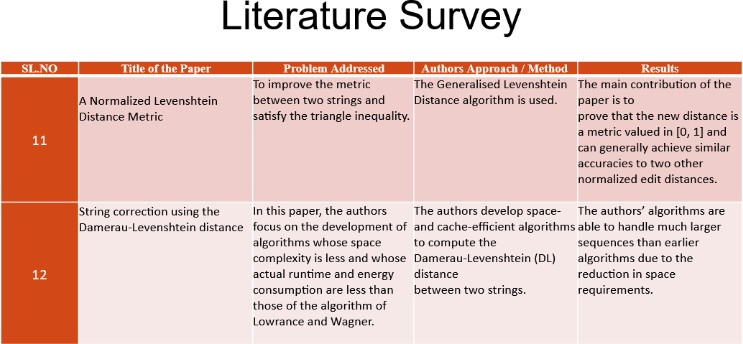 Literature Survey
SL.NO
Title of the Paper
Problem Addressed
Authors Approach / Method
Results
11
A Normalized Levenshtein
Distance Metric
To improve the metric
between two strings and
satisfy the triangle inequality.
The Generalised Levenshtein
Distance algorithm is used.
The main contribution of the
paper is to
prove that the new distance is
a metric valued in [0, 1] and
can generally achieve similar
accuracies to two other
normalized edit distances.
12
String correction using the
Damerau-Levenshtein distance
In this paper, the authors
focus on the development of
algorithms whose space
complexity is less and whose
actual runtime and energy
consumption are less than
those of the algorithm of
Lowrance and Wagner.
The authors develop space-
and cache-efficient algorithms
to compute the
Damerau-Levenshtein (DL)
distance
between two strings.
The authors’ algorithms are
able to handle much larger
sequences than earlier
algorithms due to the
reduction in space
requirements.